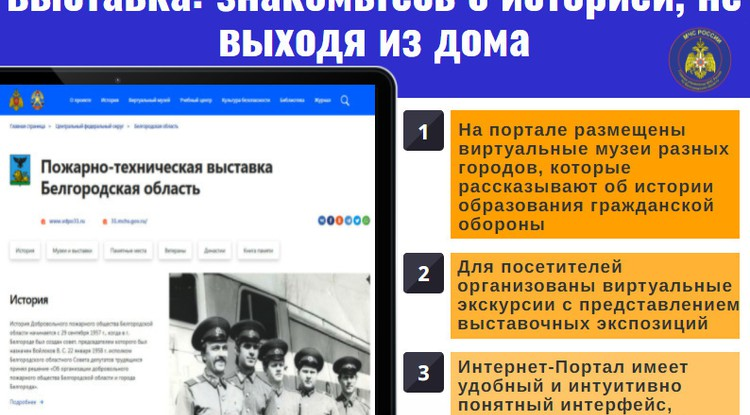 выставка: знакомьтесь с историей, не
выходя из дома
МЧС РОССИИ
О проекте История Виртуальный музей Учебный центр Культура безопасности Библиотека Журнал
Главная страница Центральный федеральный округ Белгородская область
Пожарно-техническая выставка
Белгородская область
www.vdpo31.ru 31.mchs.gov.ru/
История Музеи и выставки Памятные места Ветераны Династии Книга памяти
История
История Добровольного пожарного общества Белгородской
области начинается с 29 сентября 1957 г., когда в г.
Белгороде был создан совет, председателем которого был
назначен Войленко В. С. 22 января 1958 г. исполком
Белгородского областного Совета депутатов трудящихся
принял решение «Об организации добровольного
пожарного общества Белгородской области и города
Белгорода».
Подробнее
1
На портале размещены
виртуальные музеи разных
городов, которые
рассказывают об истории
образования гражданской
обороны
2
Для посетителей
организованы виртуальные
экскурсии с представлением
выставочных экспозиций
3
Интернет-Портал имеет
удобный и интуитивно
понятный интерфейс,